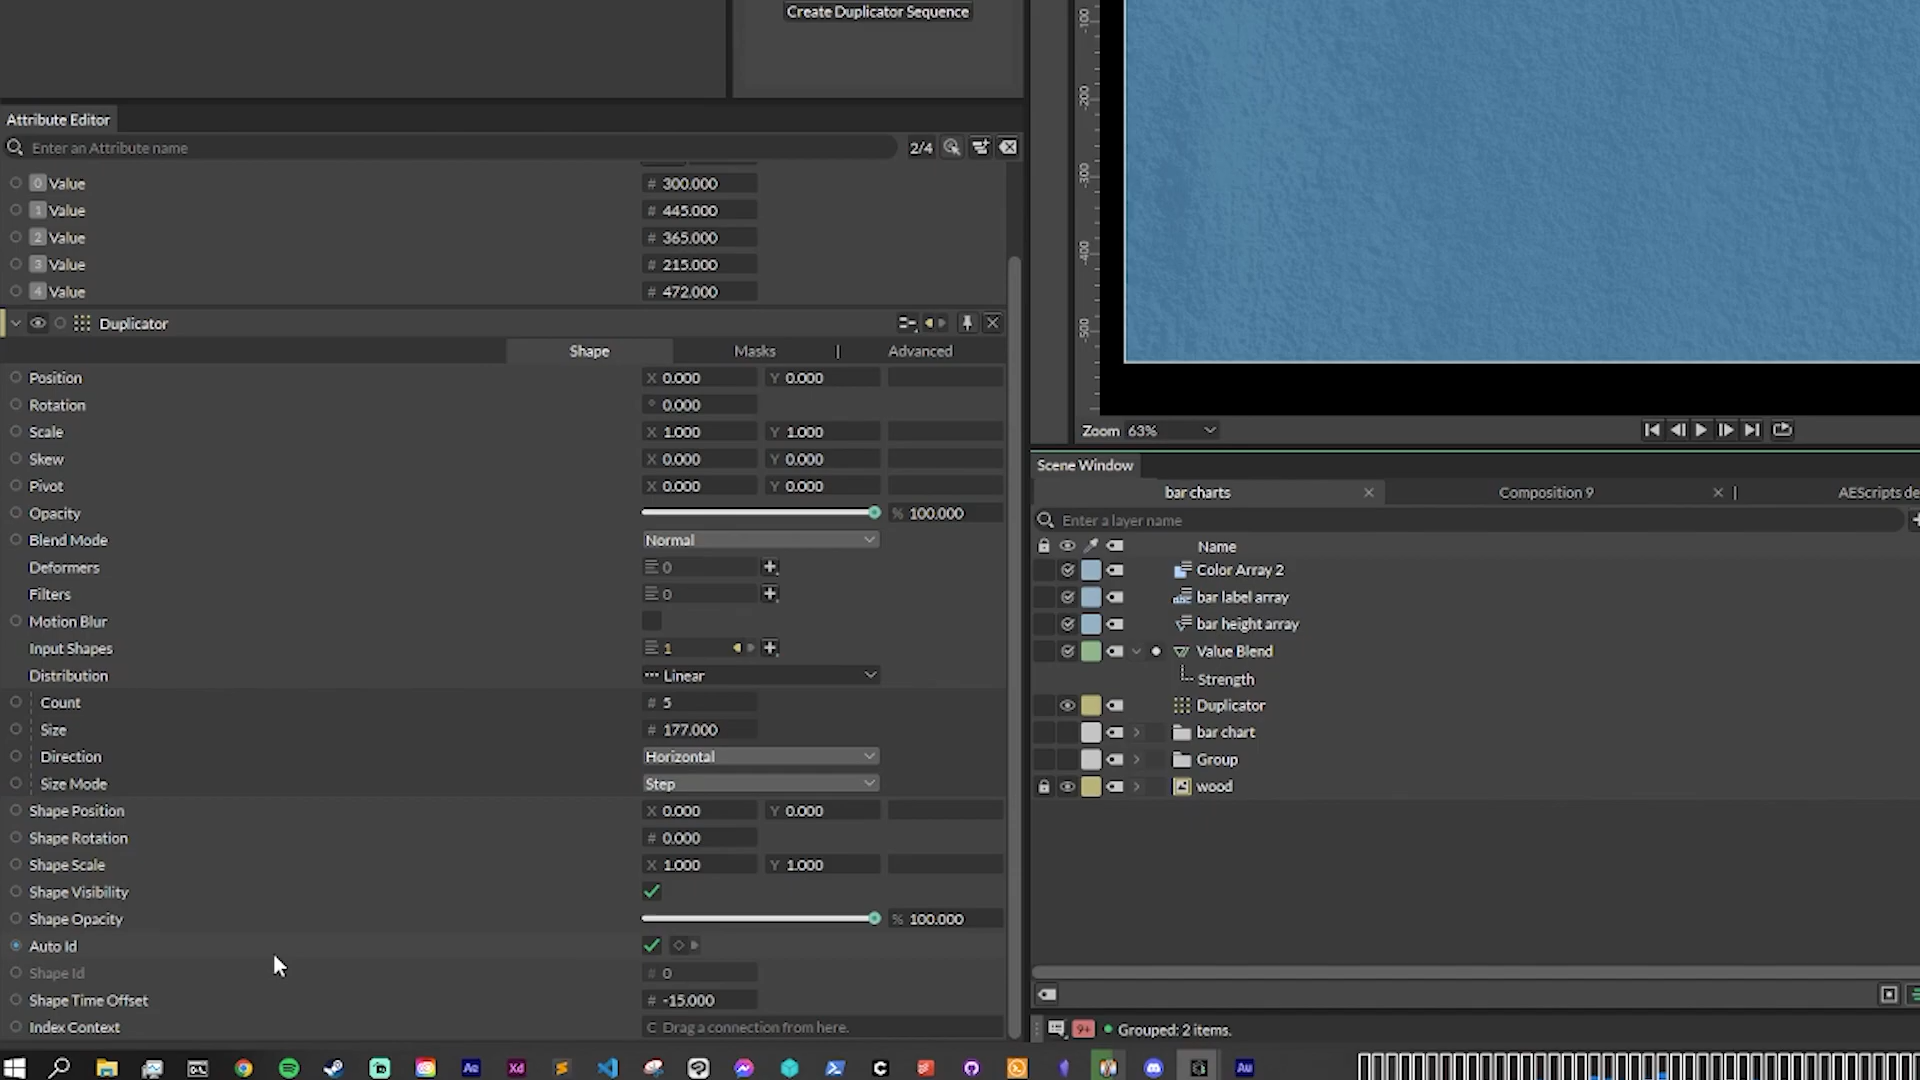 Create Duplicator Sequence
Attribute Editor
Enter an Attribute name
2/4
0 Value # 300.000
1 Value # 445.000
2 Value # 365.000
3 Value # 215.000
4 Value # 472.000
Duplicator
Shape Masks Advanced
Position X 0.000 Y 0.000
Rotation ° 0.000
Scale X 1.000 Y 1.000
Skew X 0.000 Y 0.000
Pivot X 0.000 Y 0.000
Opacity % 100.000
Blend Mode Normal
Deformers 0
Filters 0
Motion Blur
Input Shapes 1
Distribution Linear
Count # 5
Size # 177.000
Direction Horizontal
Size Mode Step
Shape Position X 0.000 Y 0.000
Shape Rotation # 0.000
Shape Scale X 1.000 Y 1.000
Shape Visibility
Shape Opacity % 100.000
Auto Id
Shape Id # 0
Shape Time Offset # -15.000
Index Context C Drag a connection from here.
-100
-200
-300
-400
-500
Zoom 63%
Scene Window
bar charts Composition 9 AEScripts de
Enter a layer name
Name
Color Array 2
abc bar label array
bar height array
Value Blend
Strength
Duplicator
bar chart
Group
wood
9+ Grouped: 2 items.
Ae Xd C Au